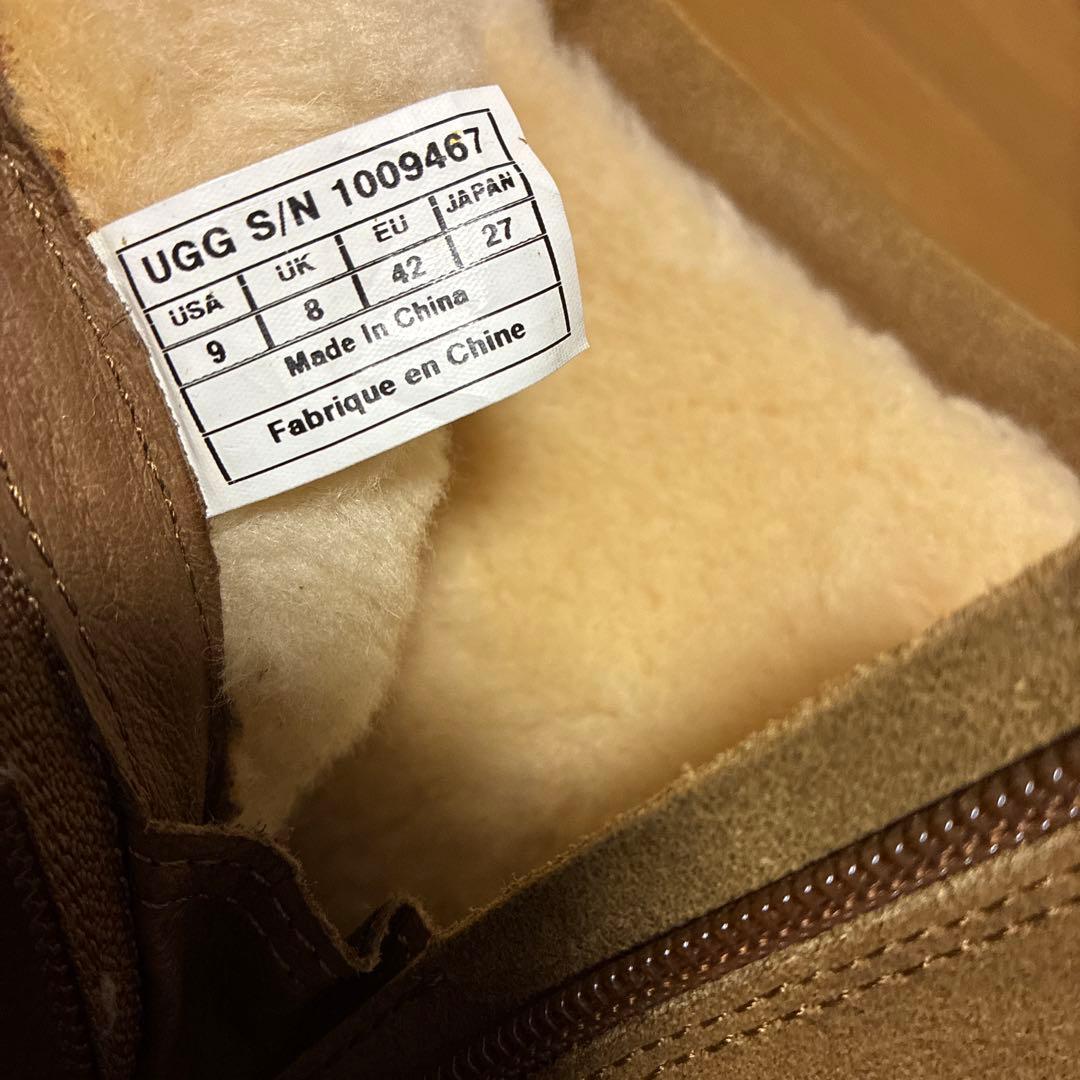 UGG S/N 1009467
USA UK EU JAPAN
9 8 42 27
Made In China
Fabrique en Chine